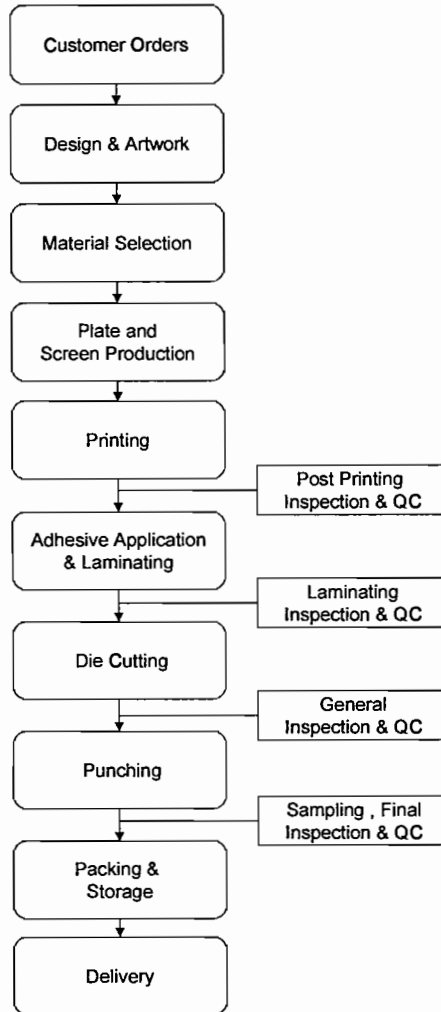 Customer Orders
Design & Artwork
Material Selection
Plate and
Screen Production
Printing
Post Printing
Inspection & QC
Adhesive Application
& Laminating
Laminating
Inspection & QC
Die Cutting
General
Inspection & QC
Punching
Sampling , Final
Inspection & QC
Packing &
Storage
Delivery